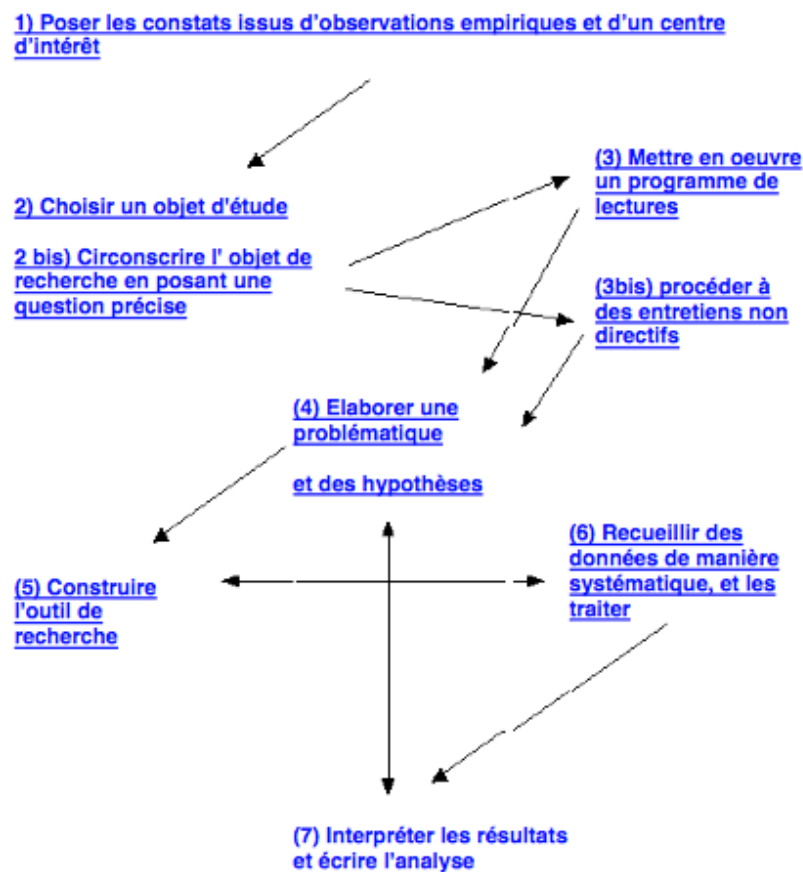 1) Poser les constats issus d'observations empiriques et d'un centre
d'intérêt
2) Choisir un objet d'étude
2 bis) Circonscrire l' objet de
recherche en posant une
question précise
(3) Mettre en oeuvre
un programme de
lectures
(3bis) procéder à
des entretiens non
directifs
(4) Elaborer une
problématique
et des hypothèses
(5) Construire
l'outil de
recherche
(6) Recueillir des
données de manière
systématique, et les
traiter
(7) Interpréter les résultats
et écrire l'analyse